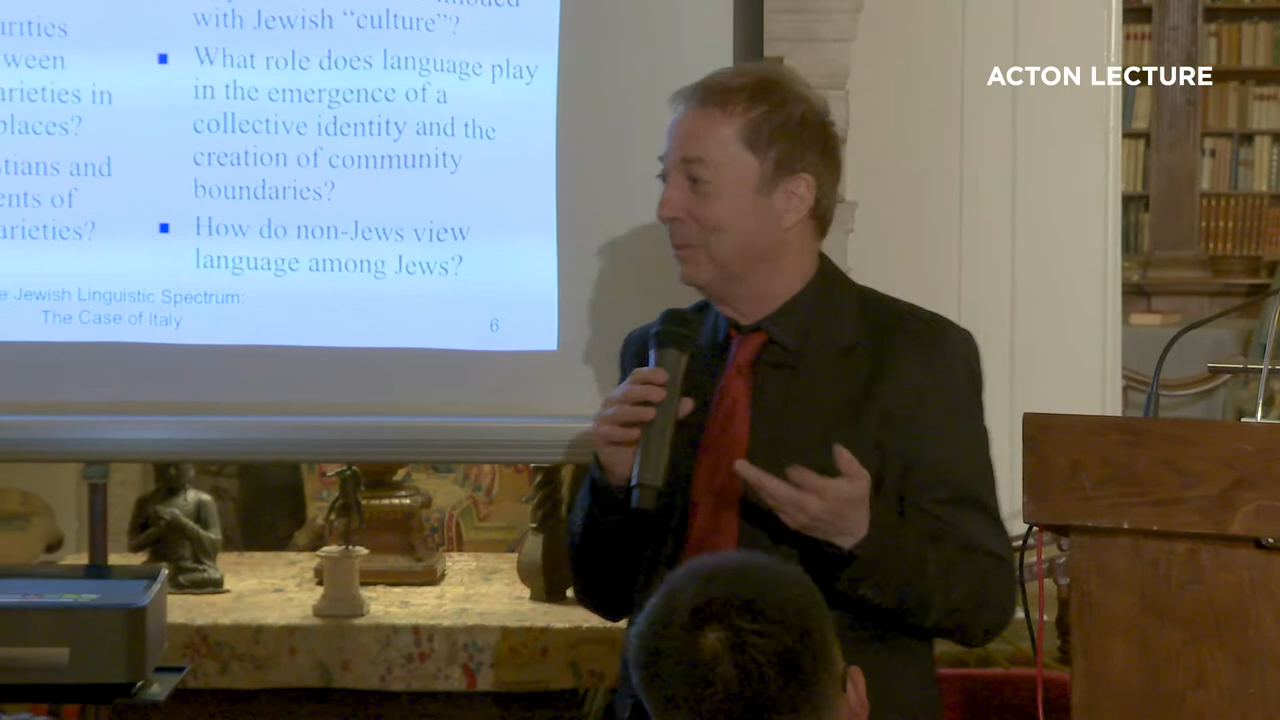 with Jewish “culture”?
arities
ween
arieties in
places?
stians and
ents of
arieties?
▪ What role does language play
in the emergence of a
collective identity and the
creation of community
boundaries?
▪ How do non-Jews view
language among Jews?
e Jewish Linguistic Spectrum:
The Case of Italy
6
ACTON LECTURE